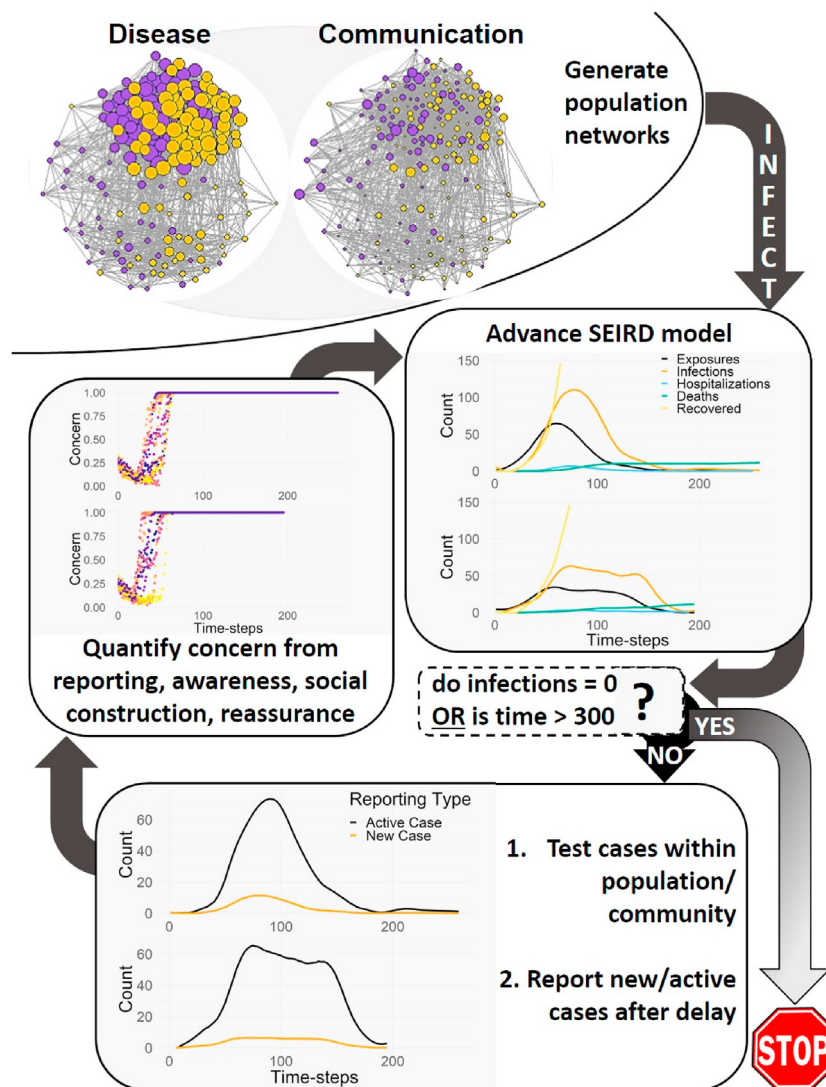 Disease
Communication
Generate
population
networks
INFECT
Advance SEIRD model
150
100
50
0
Count
Exposures
Infections
Hospitalizations
Deaths
Recovered
0
100
200
150
100
50
0
Count
0
100
200
Time-steps
1.00
0.75
0.50
0.25
0.00
Concern
0
100
200
1.00
0.75
0.50
0.25
0.00
Concern
0
100
200
Time-steps
Quantify concern from
reporting, awareness, social
construction, reassurance
do infections = 0
OR is time > 300
?
YES
NO
Reporting Type
Active Case
New Case
60
40
20
0
Count
0
100
200
60
40
20
0
Count
0
100
200
Time-steps
1. Test cases within
population/
community
2. Report new/active
cases after delay
STOP